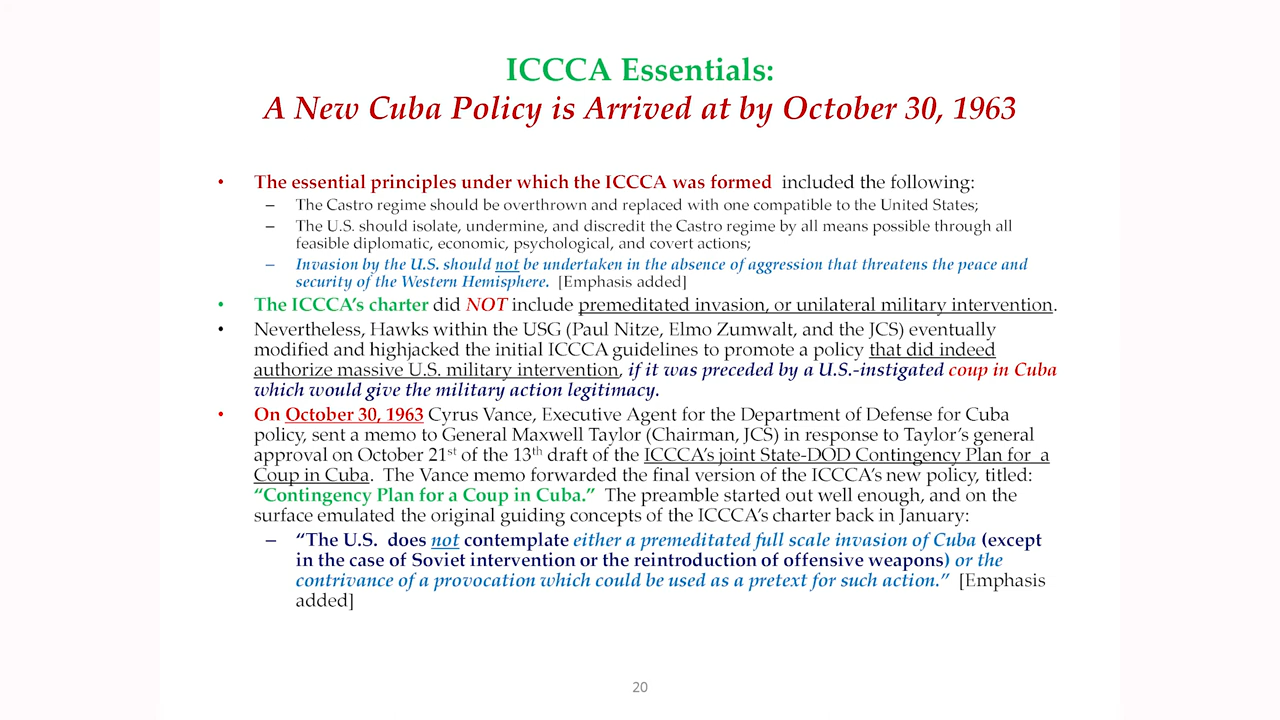 ICCCA Essentials:
A New Cuba Policy is Arrived at by October 30, 1963
• The essential principles under which the ICCCA was formed included the following:
– The Castro regime should be overthrown and replaced with one compatible to the United States;
– The U.S. should isolate, undermine, and discredit the Castro regime by all means possible through all
feasible diplomatic, economic, psychological, and covert actions;
– Invasion by the U.S. should not be undertaken in the absence of aggression that threatens the peace and
security of the Western Hemisphere. [Emphasis added]
• The ICCCA's charter did NOT include premeditated invasion, or unilateral military intervention.
• Nevertheless, Hawks within the USG (Paul Nitze, Elmo Zumwalt, and the JCS) eventually
modified and highjacked the initial ICCCA guidelines to promote a policy that did indeed
authorize massive U.S. military intervention, if it was preceded by a U.S.-instigated coup in Cuba
which would give the military action legitimacy.
• On October 30, 1963 Cyrus Vance, Executive Agent for the Department of Defense for Cuba
policy, sent a memo to General Maxwell Taylor (Chairman, JCS) in response to Taylor's general
approval on October 21st of the 13th draft of the ICCCA's joint State-DOD Contingency Plan for a
Coup in Cuba. The Vance memo forwarded the final version of the ICCCA's new policy, titled:
“Contingency Plan for a Coup in Cuba.” The preamble started out well enough, and on the
surface emulated the original guiding concepts of the ICCCA's charter back in January:
– “The U.S. does not contemplate either a premeditated full scale invasion of Cuba (except
in the case of Soviet intervention or the reintroduction of offensive weapons) or the
contrivance of a provocation which could be used as a pretext for such action.” [Emphasis
added]
20